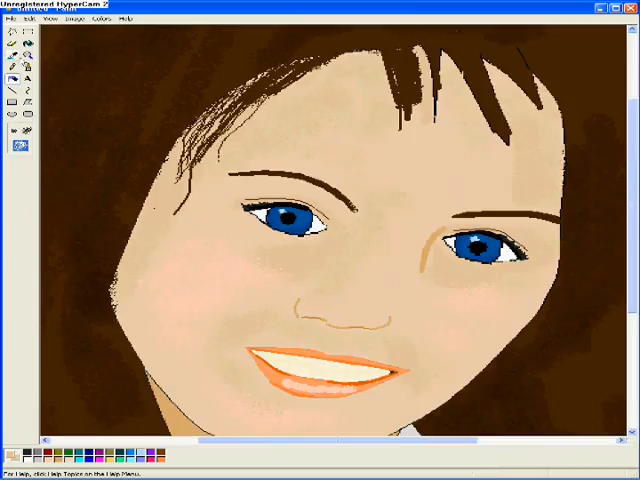 Unregistered HyperCam 2
File Edit View Image Colors Help
A
For Help, click Help Topics on the Help Menu.